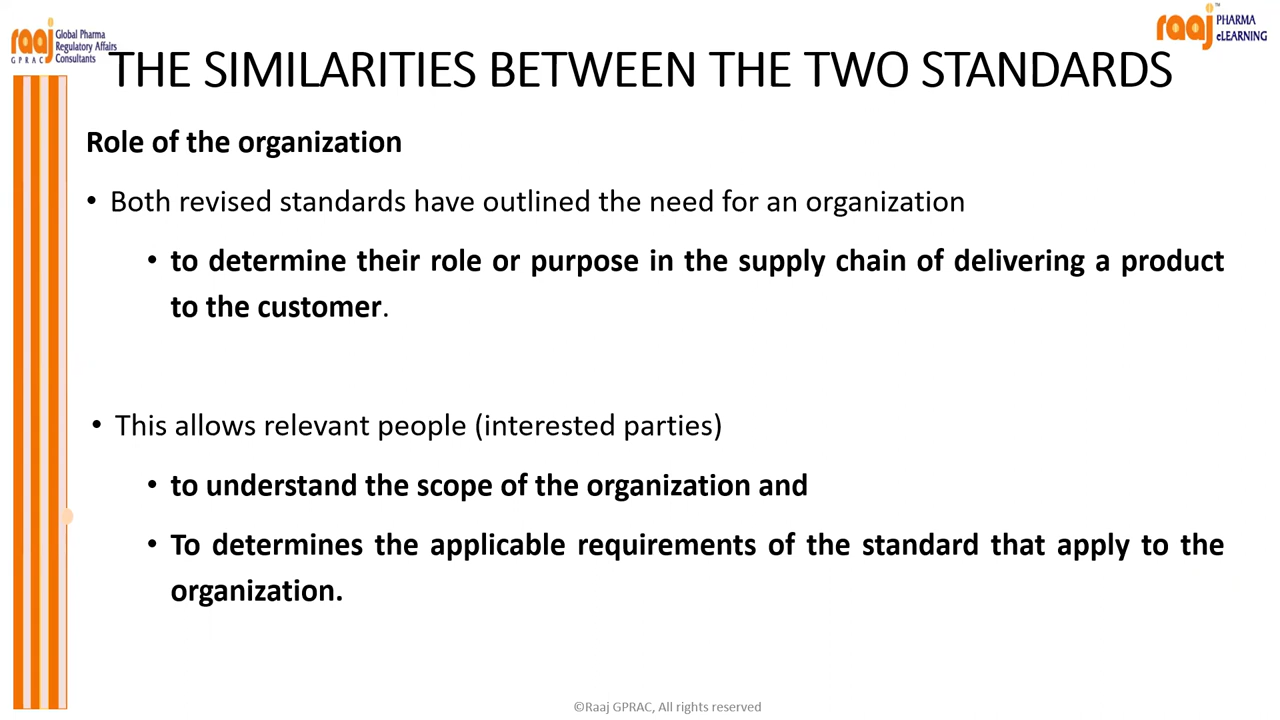 raaj
GPRAC
Global Pharma
Regulatory Affairs
Consultants
raaj™
PHARMA
eLEARNING
THE SIMILARITIES BETWEEN THE TWO STANDARDS
Role of the organization
• Both revised standards have outlined the need for an organization
• to determine their role or purpose in the supply chain of delivering a product
to the customer.
• This allows relevant people (interested parties)
• to understand the scope of the organization and
• To determines the applicable requirements of the standard that apply to the
organization.
©Raaj GPRAC, All rights reserved